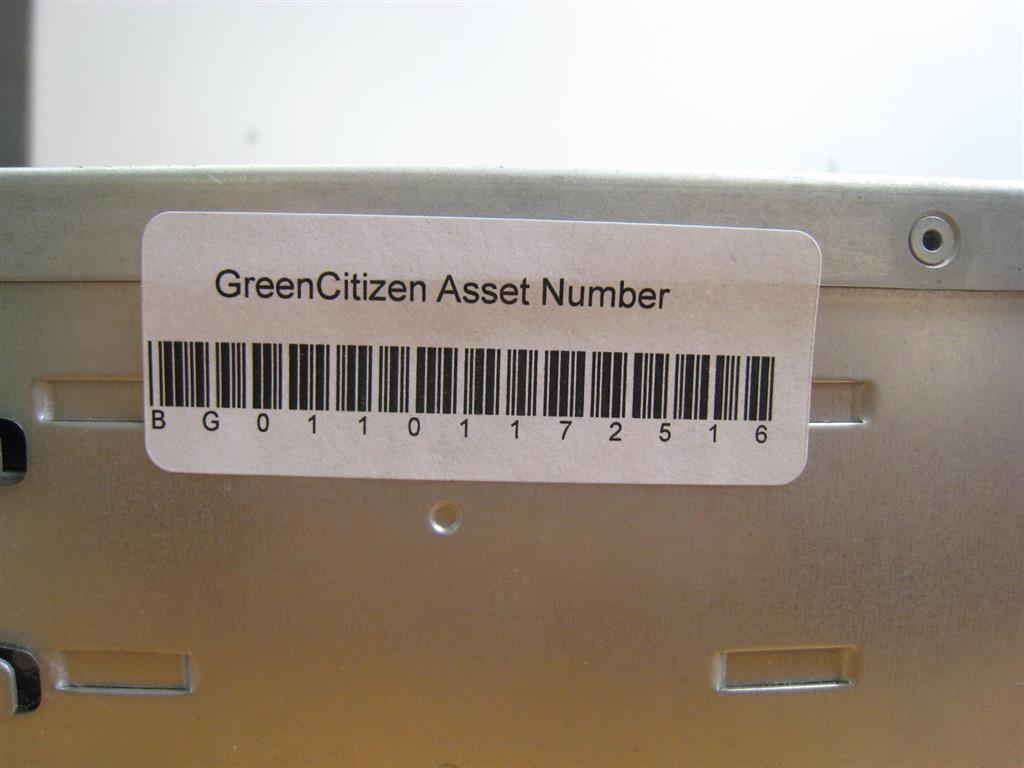 GreenCitizen Asset Number
B G 0 1 1 0 1 1 7 2 5 1 6